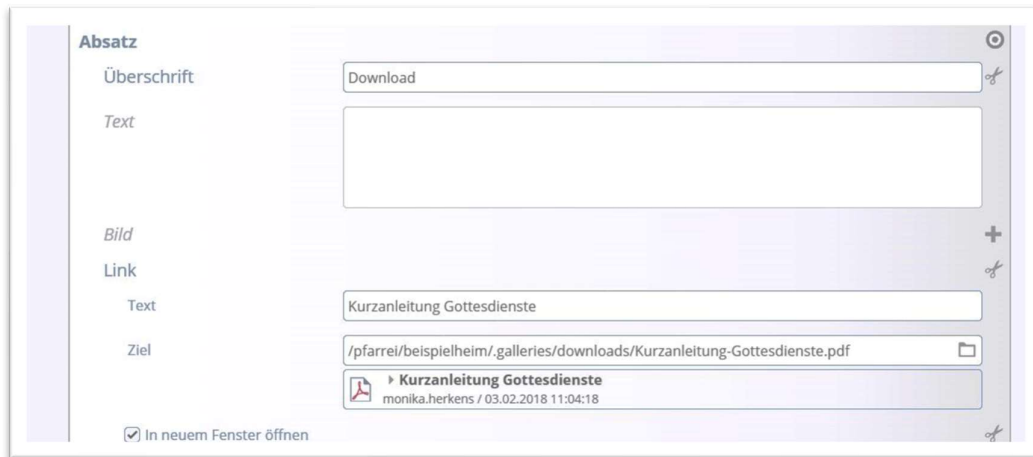 Absatz
Überschrift Download
Text
Bild
Link
Text Kurzanleitung Gottesdienste
Ziel /pfarrei/beispielheim/.galleries/downloads/Kurzanleitung-Gottesdienste.pdf
Kurzanleitung Gottesdienste
monika.herkens / 03.02.2018 11:04:18
In neuem Fenster öffnen